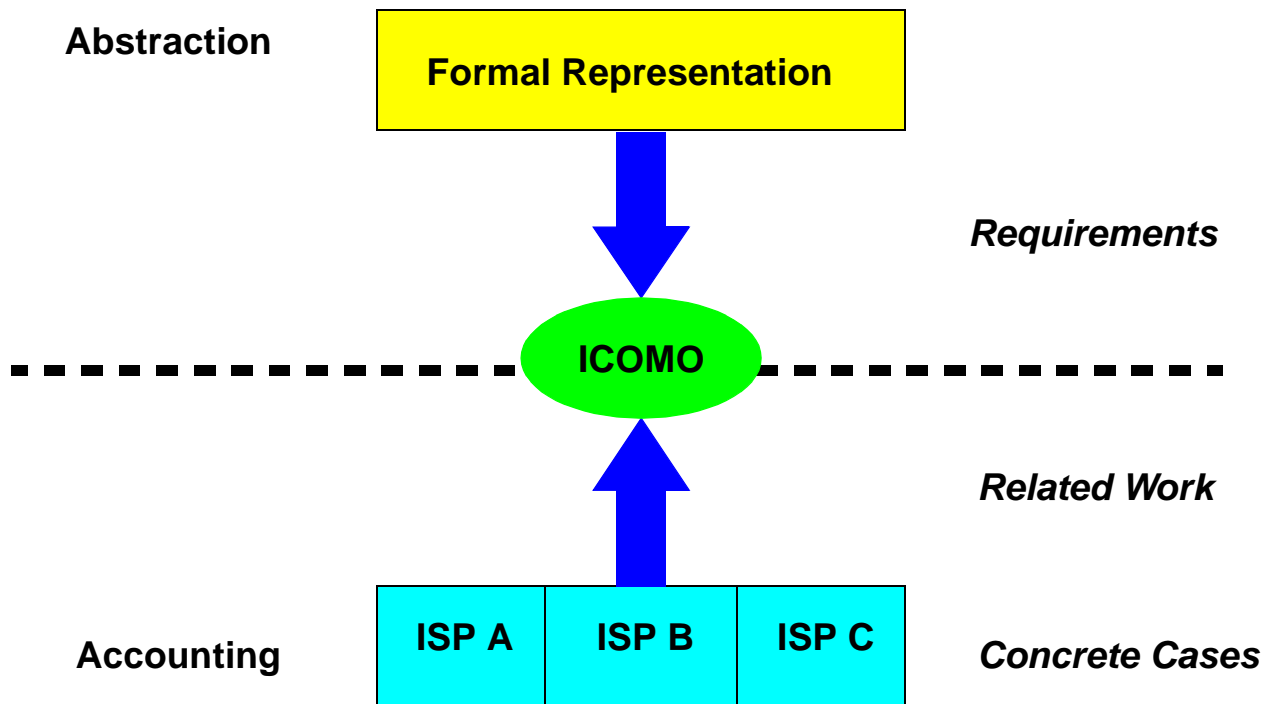 Abstraction
Formal Representation
Requirements
ICOMO
Related Work
ISP A
ISP B
ISP C
Accounting
Concrete Cases